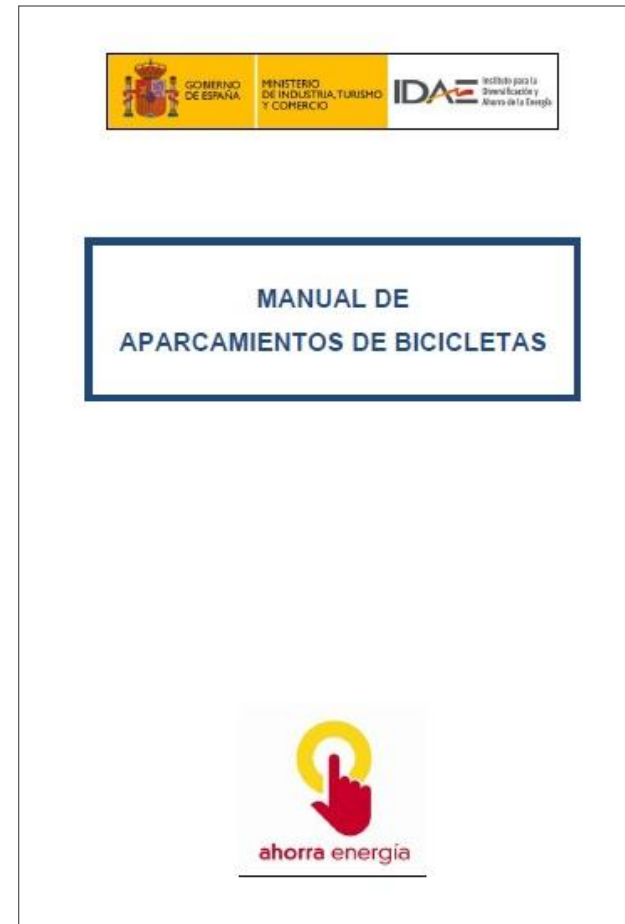 GOBIERNO
DE ESPAÑA
MINISTERIO
DE INDUSTRIA, TURISMO
Y COMERCIO
IDAE
Instituto para la
Diversificación y
Ahorro de la Energía
MANUAL DE
APARCAMIENTOS DE BICICLETAS
ahorra energía